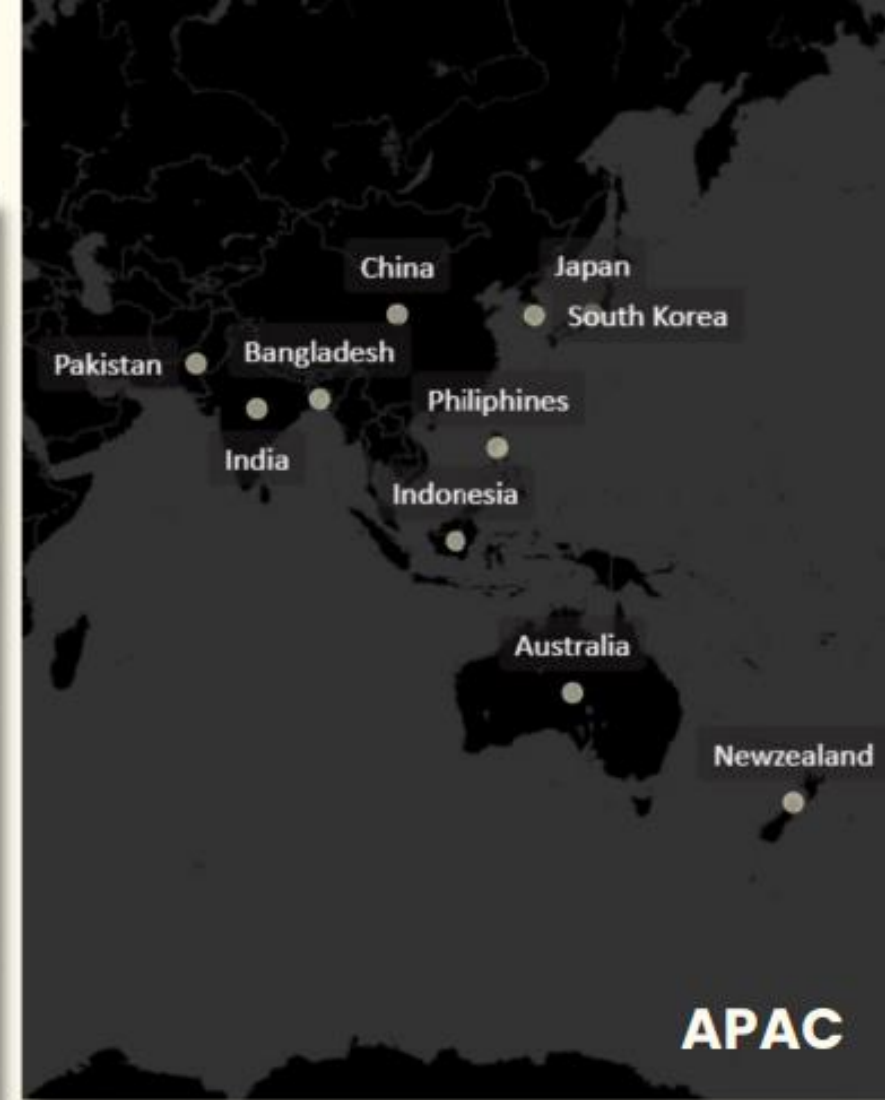 China
Japan
South Korea
Pakistan
Bangladesh
Philiphines
India
Indonesia
Australia
Newzealand
APAC